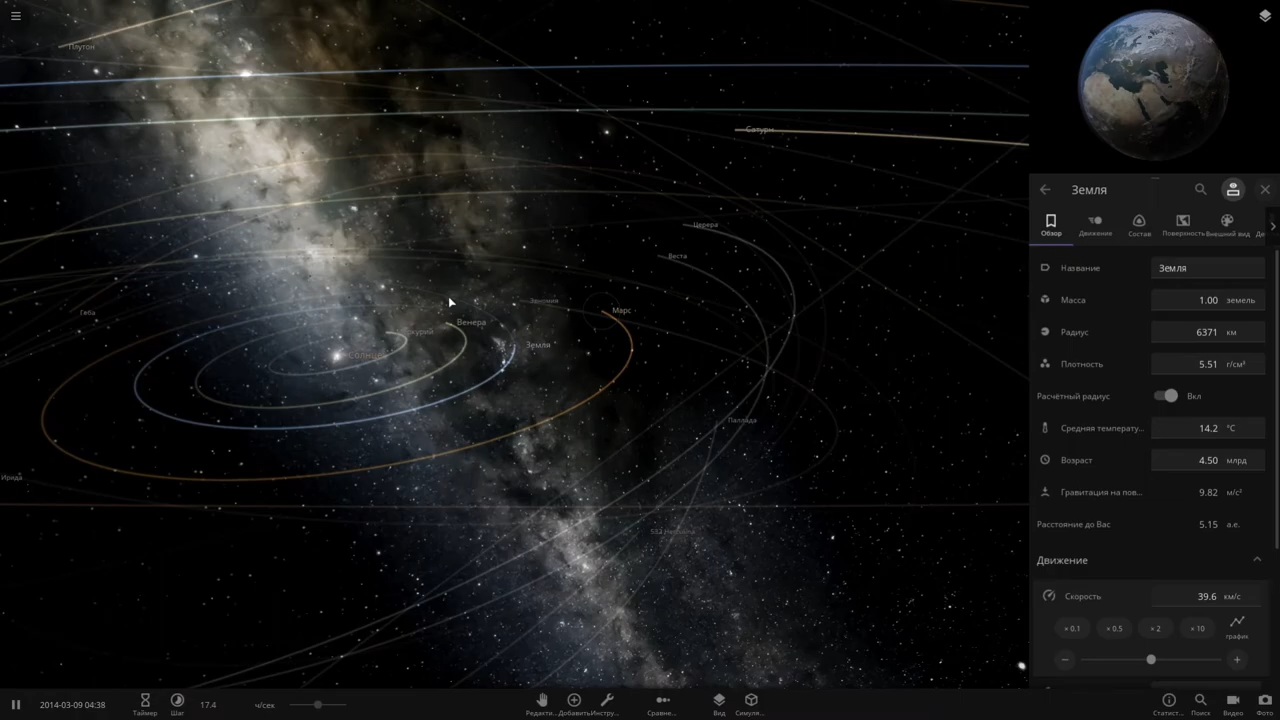 Плутон
Сатурн
Церера
Веста
Эвномия
Марс
Геба
Венера
Земля
Солнце
Паллада
Ирида
Земля
Обзор
Движение
Состав
Поверхность
Внешний вид
Де
Название
Земля
Масса
1.00 земель
Радиус
6371 км
Плотность
5.51 г/см³
Расчётный радиус
Вкл
Средняя температу...
14.2 °C
Возраст
4.50 млрд
Гравитация на пов...
9.82 м/с²
Расстояние до Вас
5.15 а.е.
Движение
Скорость
39.6 км/с
× 0.1
× 0.5
× 2
× 10
график
2014-03-09 04:38
Таймер
Шаг
17.4
ч/сек
Редакти...
Добавить
Инстру...
Сравне...
Вид
Симуля...
Статист...
Поиск
Видео
Фото